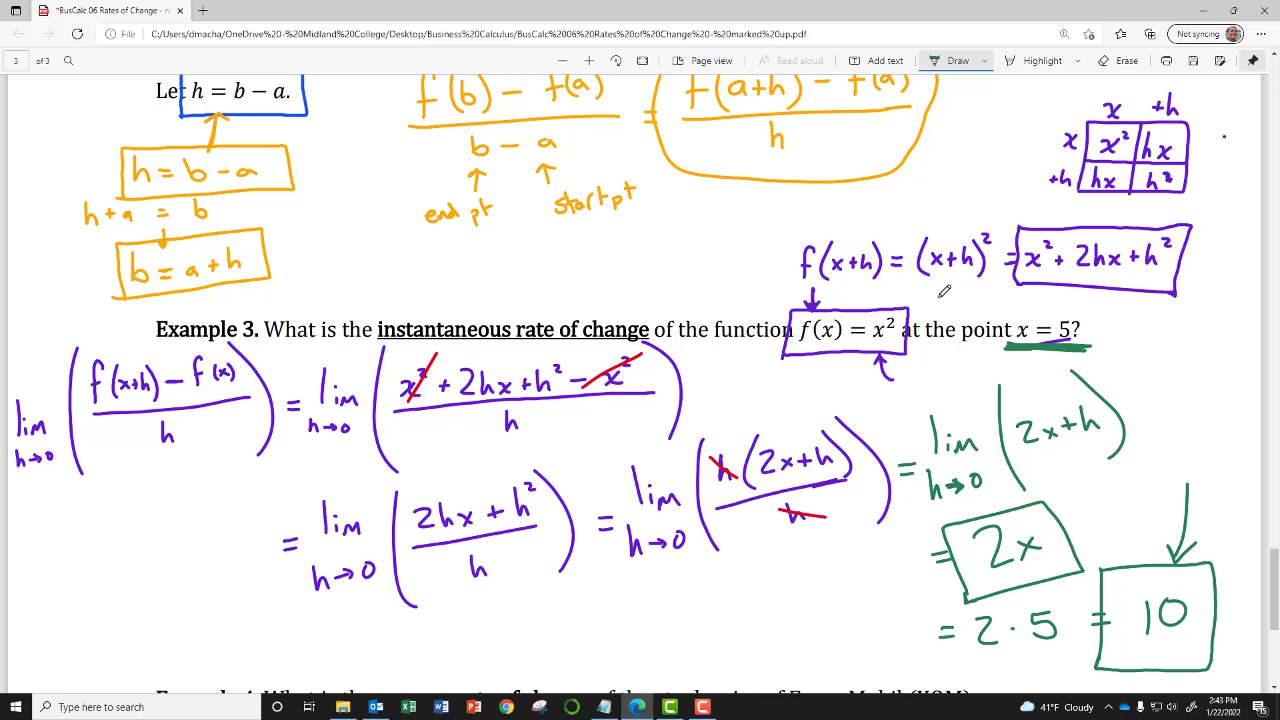 *BusCalc 06 Rates of Change - m
Not syncing
File
C:/Users/dmacha/OneDrive%20-%20Midland%20College/Desktop/Business%20Calculus/BusCalc%2006%20Rates%20of%20Change%20-%20marked%20up.pdf
3 of 3
Page view
Read aloud
Add text
Draw
Highlight
Erase
Let h = b − a.
f(b) − f(a) / b − a = f(a+h) − f(a) / h
h = b − a
h + a = b
b = a + h
end pt
start pt
x +h
x x² hx
+h hx h²
f(x+h) = (x+h)² = x² + 2hx + h²
Example 3. What is the instantaneous rate of change of the function f(x) = x² at the point x = 5?
lim h→0 (f(x+h) − f(x) / h) = lim h→0 (x² + 2hx + h² − x² / h)
= lim h→0 (2hx + h² / h) = lim h→0 (h(2x+h) / h) = lim h→0 (2x+h)
= 2x
= 2 · 5 = 10
Type here to search
41°F Cloudy
2:43 PM
1/22/2022